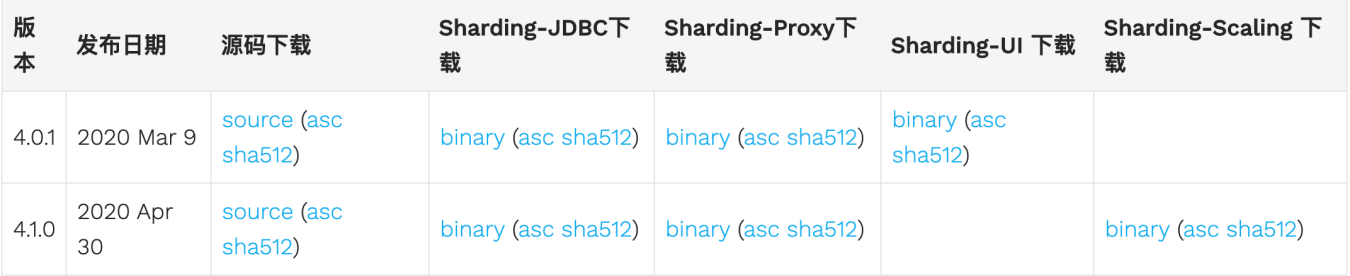 版本 发布日期 源码下载 Sharding-JDBC下载 Sharding-Proxy下载 Sharding-UI 下载 Sharding-Scaling 下载
4.0.1 2020 Mar 9 source (asc sha512) binary (asc sha512) binary (asc sha512) binary (asc sha512)
4.1.0 2020 Apr 30 source (asc sha512) binary (asc sha512) binary (asc sha512) binary (asc sha512)